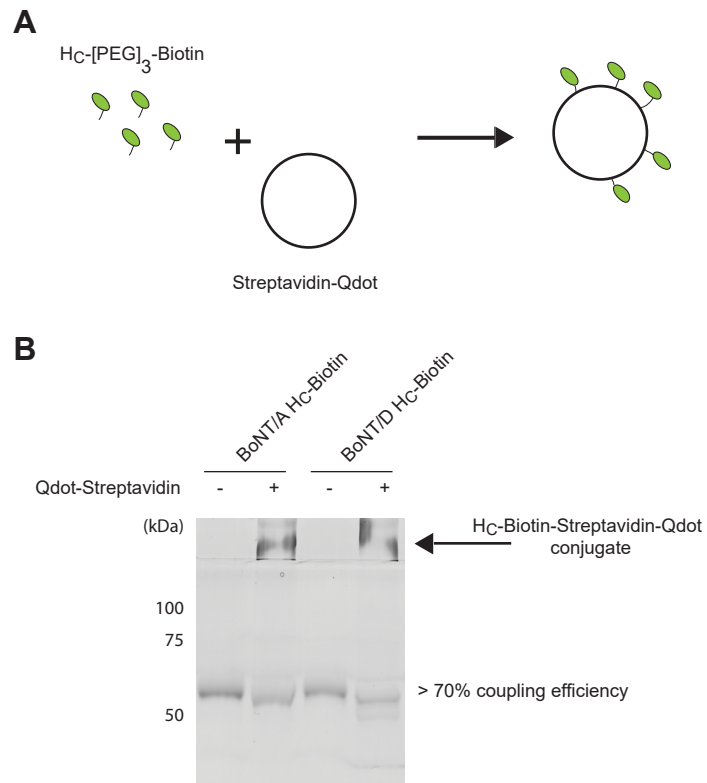 A
HC-[PEG]3-Biotin
+
Streptavidin-Qdot
B
BoNT/A HC-Biotin
BoNT/D HC-Biotin
Qdot-Streptavidin - + - +
(kDa)
HC-Biotin-Streptavidin-Qdot
conjugate
100
75
> 70% coupling efficiency
50